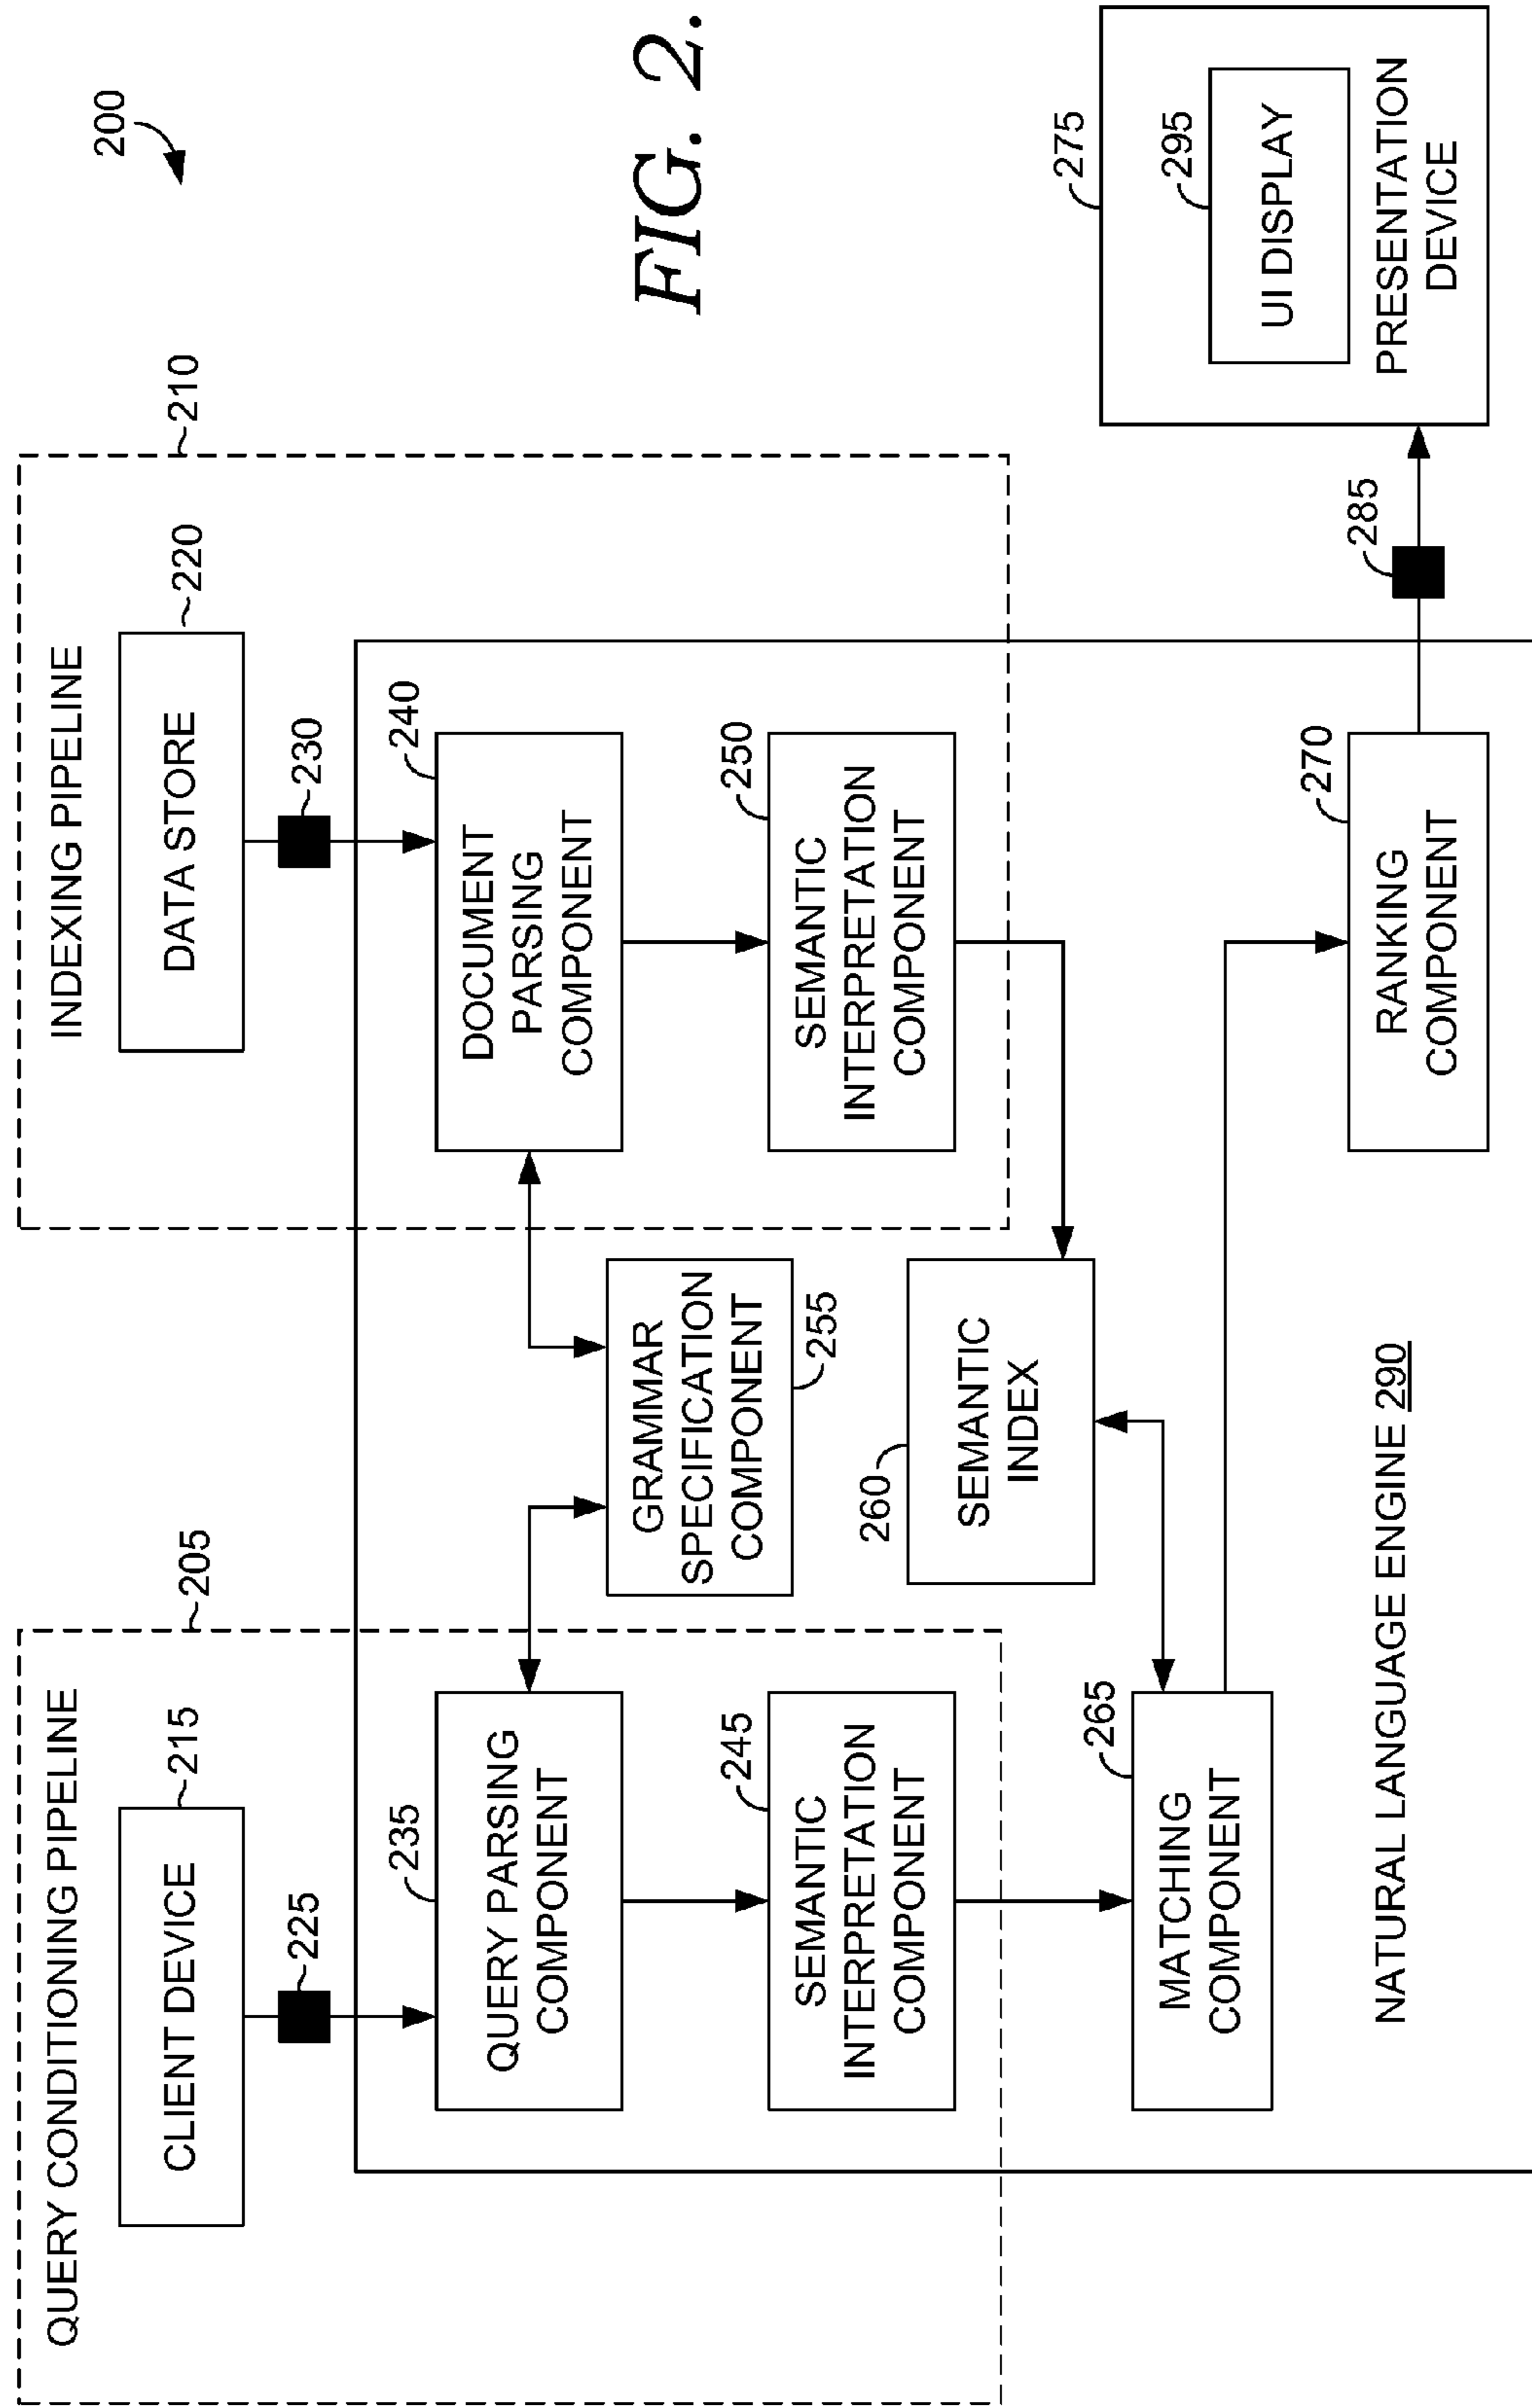 200
FIG. 2.
QUERY CONDITIONING PIPELINE
205
CLIENT DEVICE
215
225
235
QUERY PARSING
COMPONENT
245
SEMANTIC
INTERPRETATION
COMPONENT
265
MATCHING
COMPONENT
GRAMMAR
SPECIFICATION
COMPONENT
255
260
SEMANTIC
INDEX
NATURAL LANGUAGE ENGINE 290
INDEXING PIPELINE
210
DATA STORE
220
230
240
DOCUMENT
PARSING
COMPONENT
250
SEMANTIC
INTERPRETATION
COMPONENT
270
RANKING
COMPONENT
285
275
295
UI DISPLAY
PRESENTATION
DEVICE